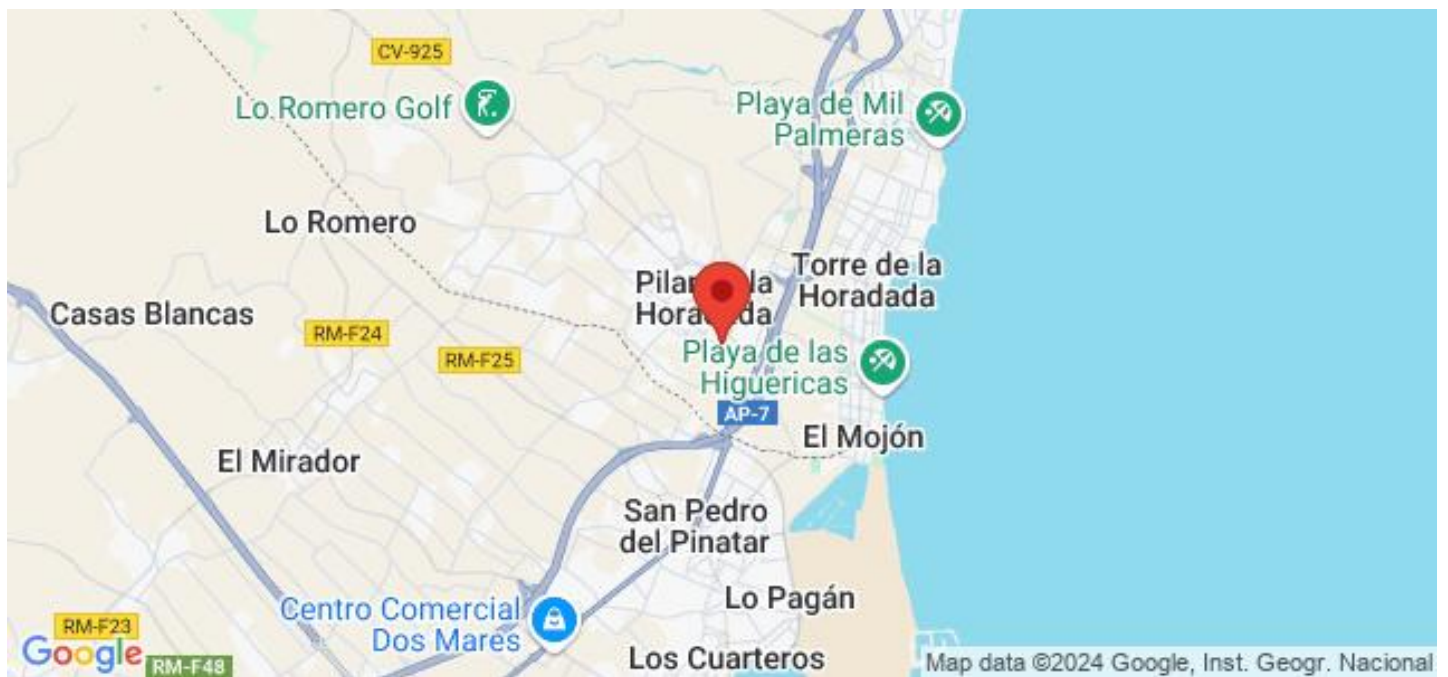 CV-925
Lo Romero Golf
Playa de Mil
Palmeras
Lo Romero
Torre de la
Horadada
Pilar
la
Horadada
Casas Blancas
RM-F24
RM-F25
Playa de las
Higuericas
AP-7
El Mojón
El Mirador
San Pedro
del Pinatar
Lo Pagán
Centro Comercial
Dos Mares
RM-F23
Google
RM-F48
Los Cuarteros
Map data ©2024 Google, Inst. Geogr. Nacional